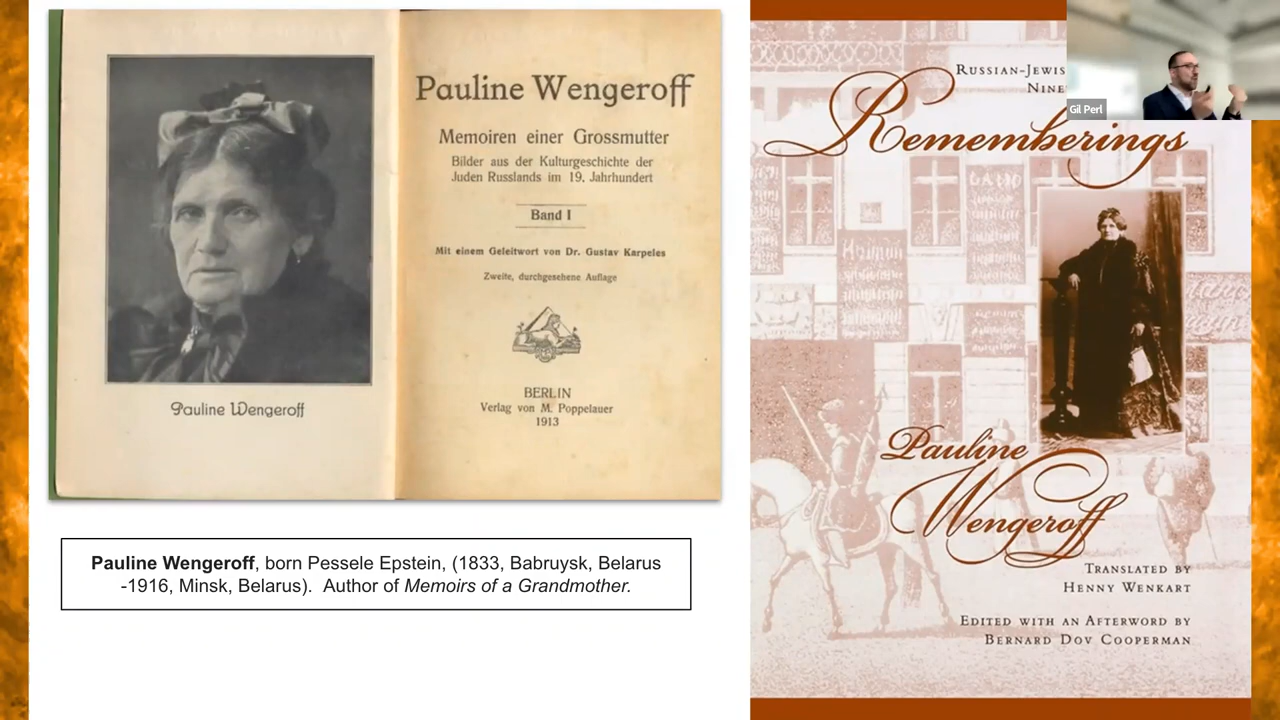 Pauline Wengeroff
Memoiren einer Grossmutter
Bilder aus der Kulturgeschichte der
Juden Russlands im 19. Jahrhundert
Band I
Mit einem Geleitwort von Dr. Gustav Karpeles
Zweite, durchgesehene Auflage
BERLIN
Verlag von M. Poppelauer
1913
Pauline Wengeroff
Pauline Wengeroff, born Pessele Epstein, (1833, Babruysk, Belarus
-1916, Minsk, Belarus). Author of Memoirs of a Grandmother.
RUSSIAN-JEWIS
NINE
Rememberings
Pauline
Wengeroff
TRANSLATED BY
HENNY WENKART
EDITED WITH AN AFTERWORD BY
BERNARD DOV COOPERMAN
Gil Perl